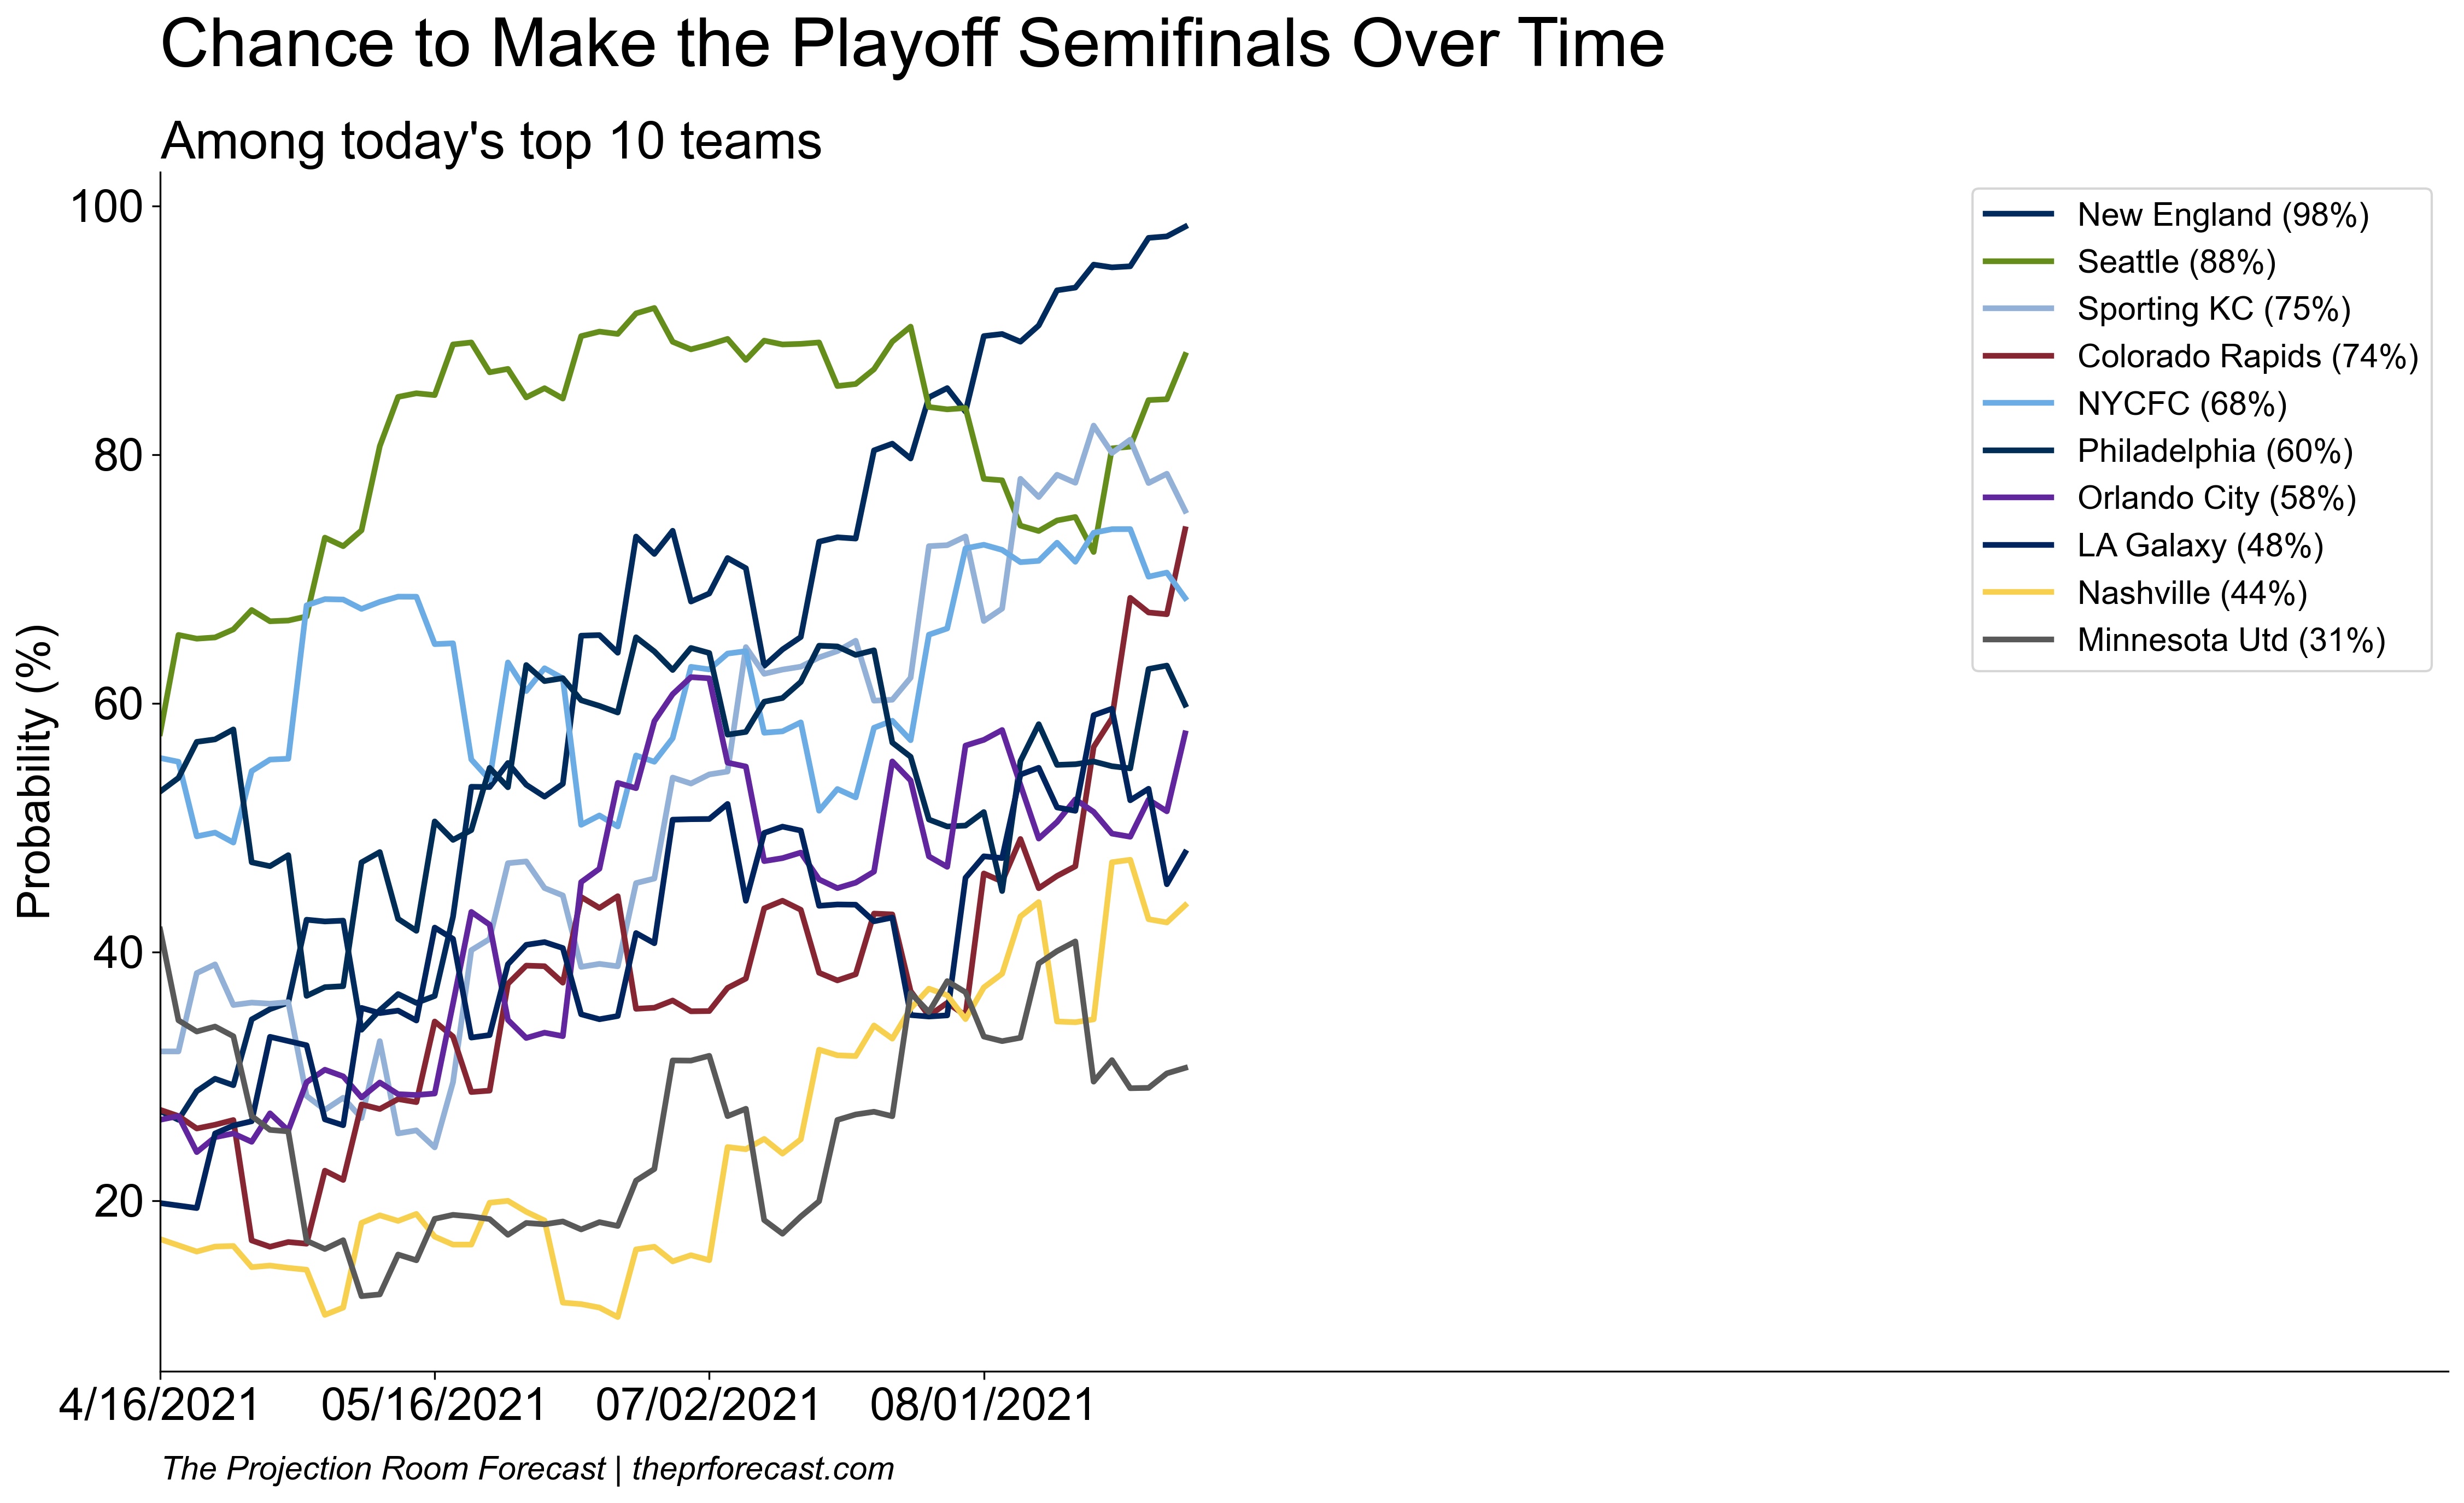 Chance to Make the Playoff Semifinals Over Time
Among today's top 10 teams
100
80
60
40
20
Probability (%)
New England (98%)
Seattle (88%)
Sporting KC (75%)
Colorado Rapids (74%)
NYCFC (68%)
Philadelphia (60%)
Orlando City (58%)
LA Galaxy (48%)
Nashville (44%)
Minnesota Utd (31%)
4/16/2021 05/16/2021 07/02/2021 08/01/2021
The Projection Room Forecast | theprforecast.com